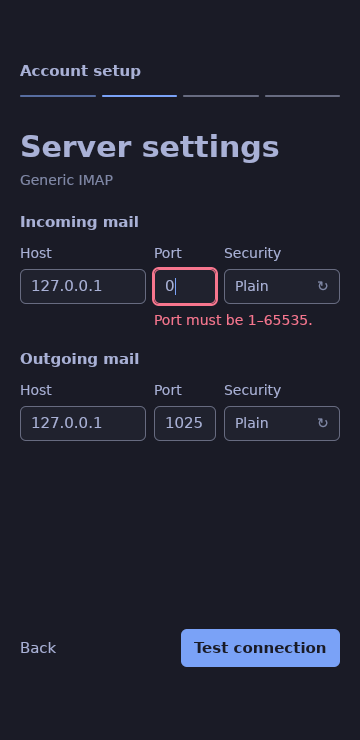 Account setup
Server settings
Generic IMAP
Incoming mail
Host Port Security
127.0.0.1 0 Plain ↻
Port must be 1–65535.
Outgoing mail
Host Port Security
127.0.0.1 1025 Plain ↻
Back Test connection